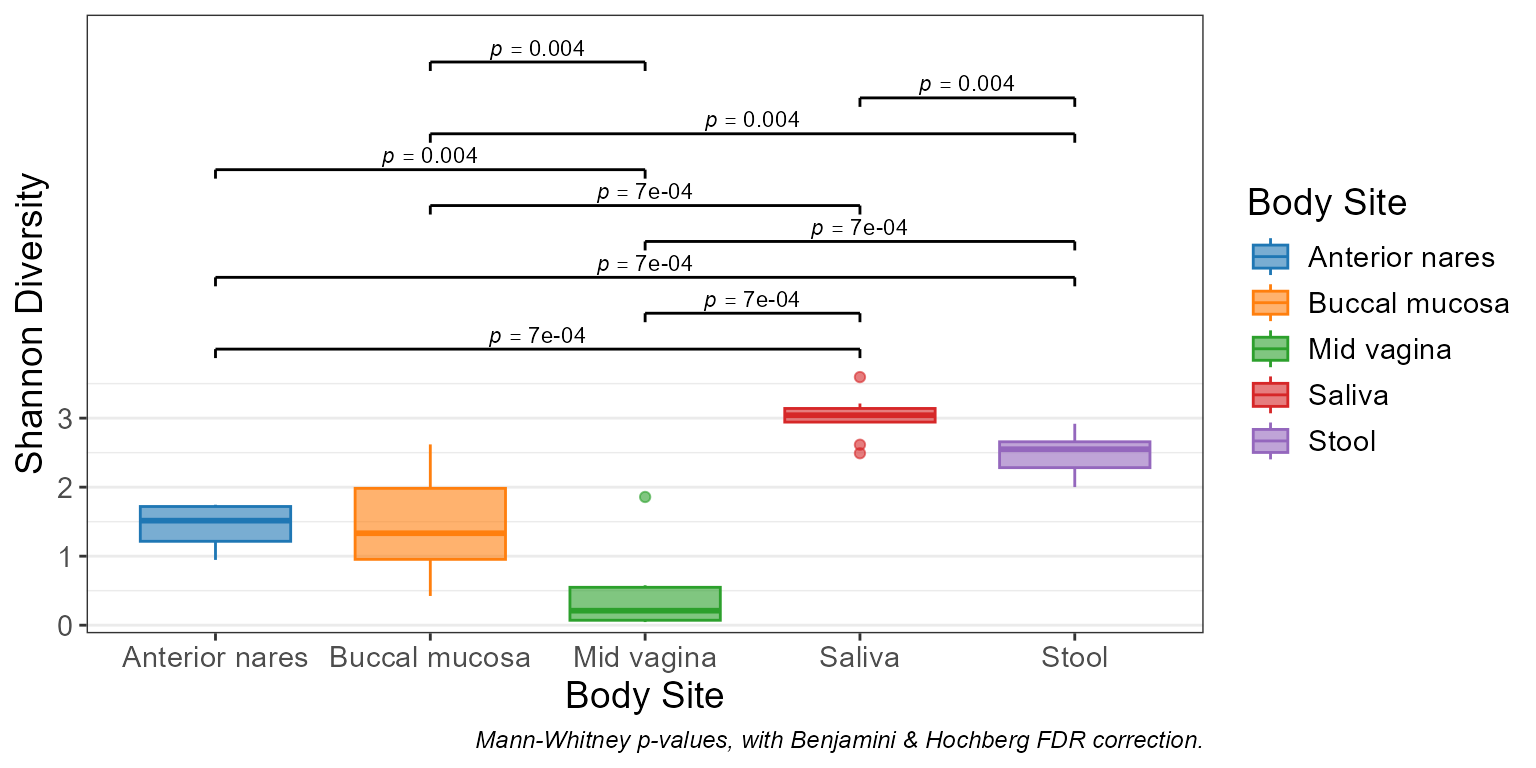 p = 0.004
p = 0.004
p = 0.004
p = 0.004
p = 7e-04
p = 7e-04
p = 7e-04
p = 7e-04
p = 7e-04
Shannon Diversity
3
2
1
0
Anterior nares Buccal mucosa Mid vagina Saliva Stool
Body Site
Mann-Whitney p-values, with Benjamini & Hochberg FDR correction.
Body Site
Anterior nares
Buccal mucosa
Mid vagina
Saliva
Stool